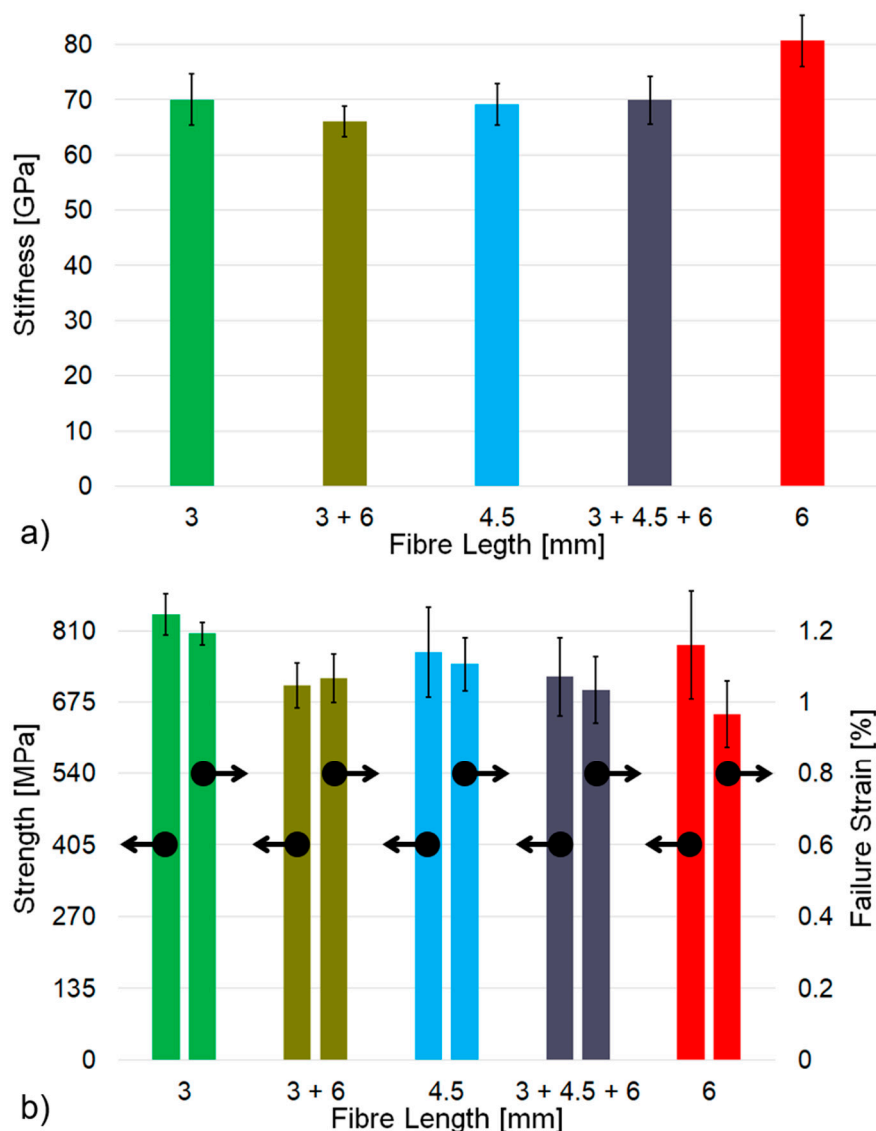 80
70
60
50
40
30
20
10
0
Stifness [GPa]
3 3 + 6 4.5 3 + 4.5 + 6 6
a)
Fibre Legth [mm]
810 1.2
675 1
540 0.8
405 0.6
270 0.4
135 0.2
0 0
Strength [MPa]
Failure Strain [%]
3 3 + 6 4.5 3 + 4.5 + 6 6
b)
Fibre Length [mm]